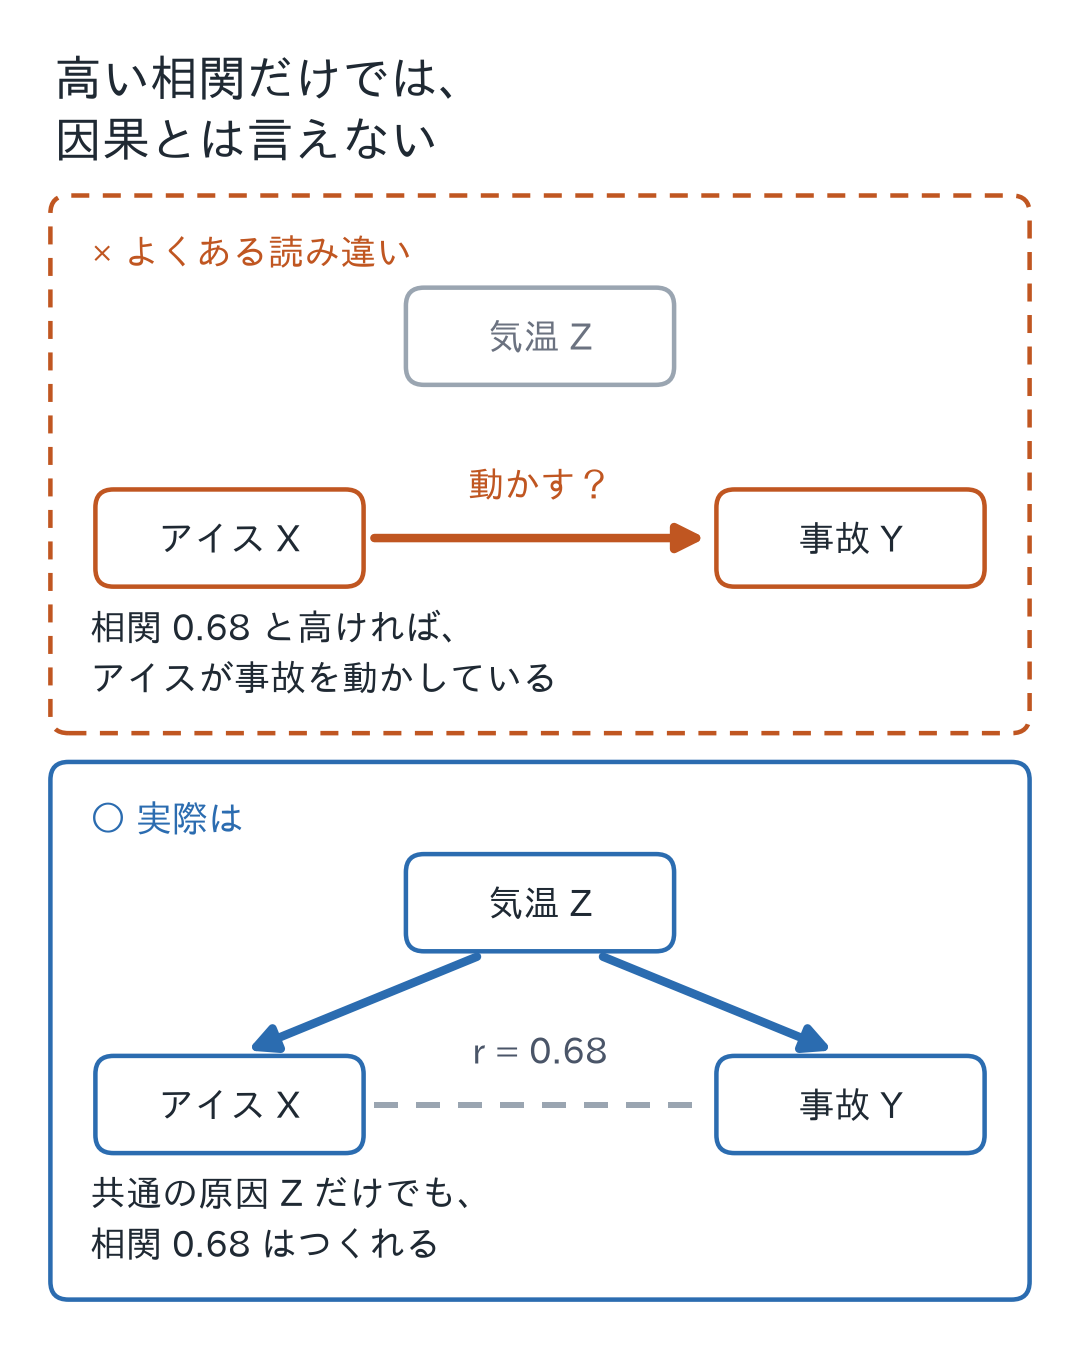 高い相関だけでは、
因果とは言えない
× よくある読み違い
気温 Z
動かす？
アイス X
事故 Y
相関 0.68 と高ければ、
アイスが事故を動かしている
○ 実際は
気温 Z
r = 0.68
アイス X
事故 Y
共通の原因 Z だけでも、
相関 0.68 はつくれる